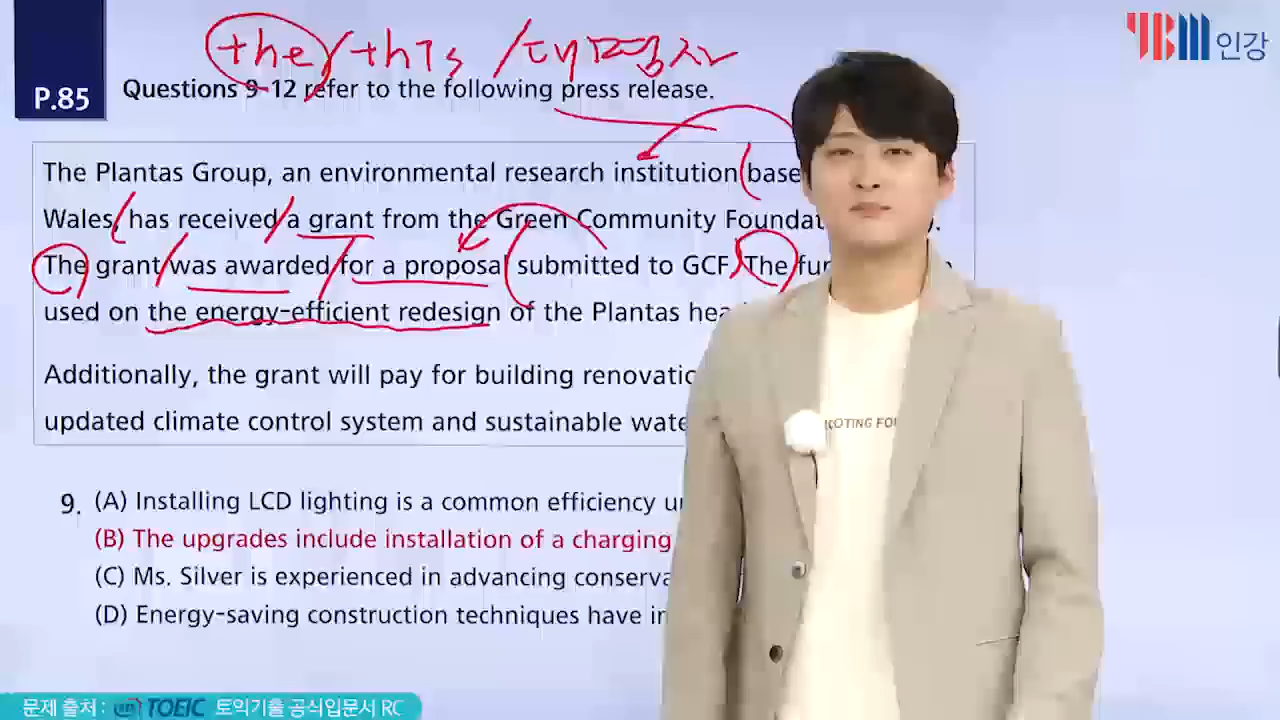 the/this/대명사
YBM 인강
P.85
Questions 9-12 refer to the following press release.
The Plantas Group, an environmental research institution base
Wales, has received a grant from the Green Community Foundat
The grant was awarded for a proposal submitted to GCF. The fu
used on the energy-efficient redesign of the Plantas hea
Additionally, the grant will pay for building renovatio
updated climate control system and sustainable wate
9. (A) Installing LCD lighting is a common efficiency u
(B) The upgrades include installation of a charging
(C) Ms. Silver is experienced in advancing conserva
(D) Energy-saving construction techniques have in
OOTING FO
문제 출처 : TOEIC 토익기출 공식입문서 RC